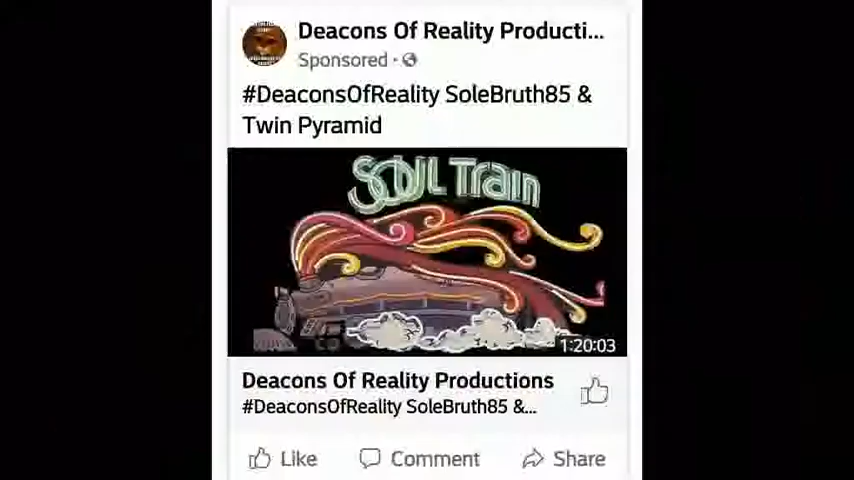 Deacons Of Reality Producti...
Sponsored ·
#DeaconsOfReality SoleBruth85 &
Twin Pyramid
SOUL Train
1:20:03
Deacons Of Reality Productions
#DeaconsOfReality SoleBruth85 &...
Like Comment Share